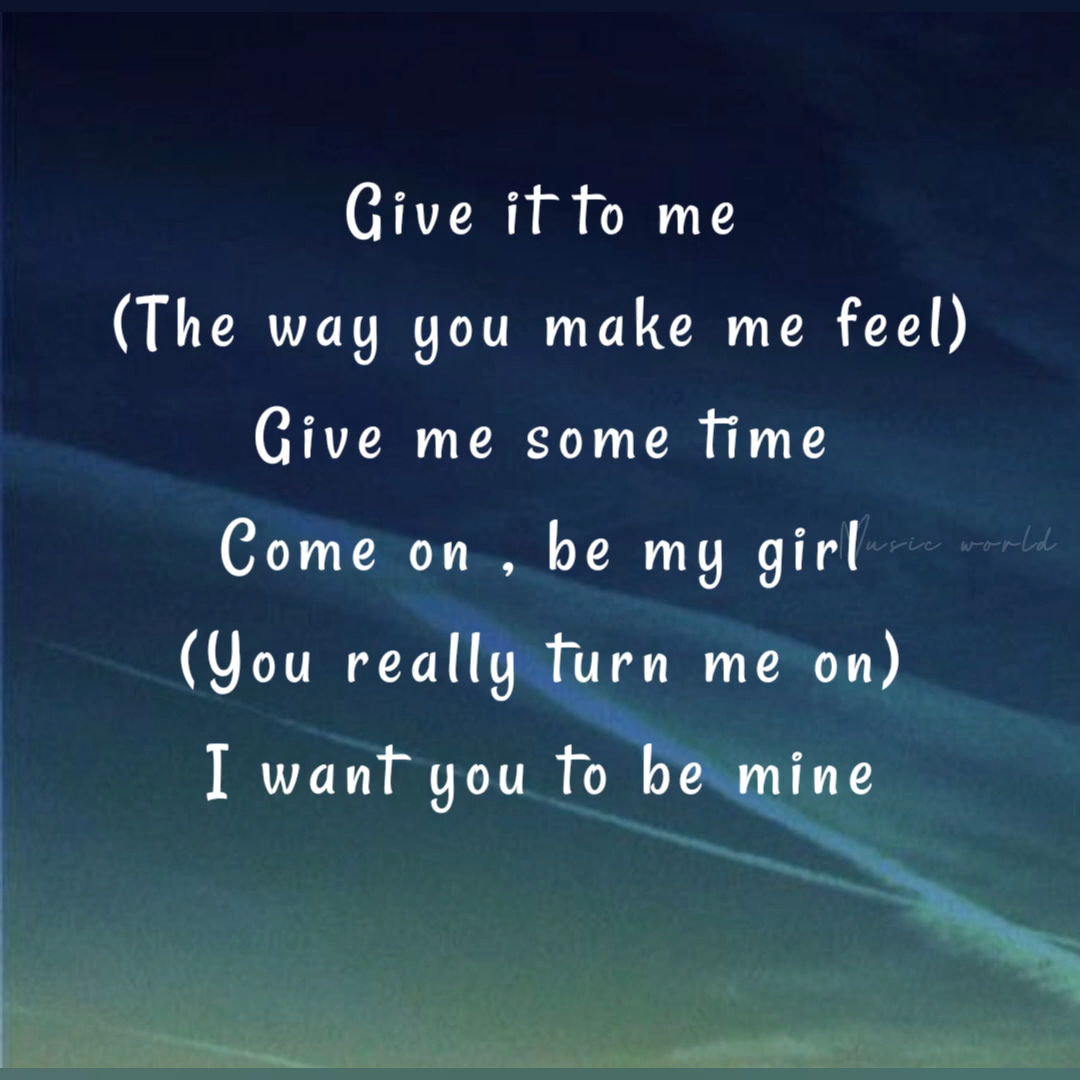 Give it to me
(The way you make me feel)
Give me some time
Come on , be my girl
Music world
(You really turn me on)
I want you to be mine